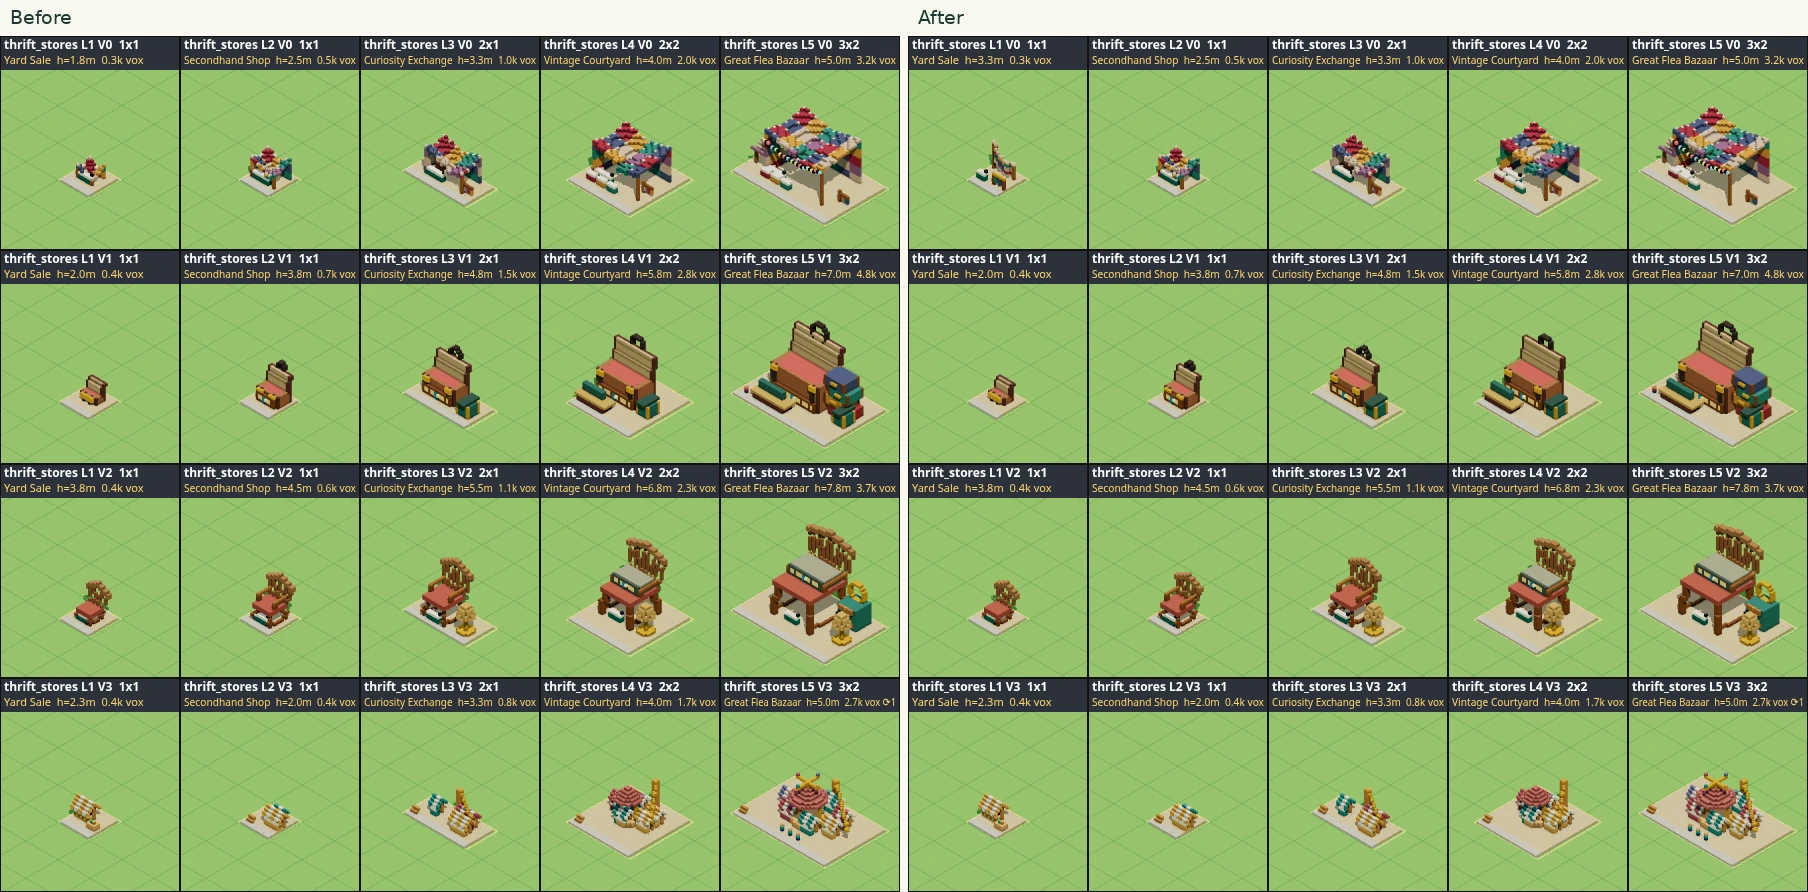 Before
After
thrift_stores L1 V0 1x1
Yard Sale h=1.8m 0.3k vox
thrift_stores L2 V0 1x1
Secondhand Shop h=2.5m 0.5k vox
thrift_stores L3 V0 2x1
Curiosity Exchange h=3.3m 1.0k vox
thrift_stores L4 V0 2x2
Vintage Courtyard h=4.0m 2.0k vox
thrift_stores L5 V0 3x2
Great Flea Bazaar h=5.0m 3.2k vox
thrift_stores L1 V0 1x1
Yard Sale h=3.3m 0.3k vox
thrift_stores L2 V0 1x1
Secondhand Shop h=2.5m 0.5k vox
thrift_stores L3 V0 2x1
Curiosity Exchange h=3.3m 1.0k vox
thrift_stores L4 V0 2x2
Vintage Courtyard h=4.0m 2.0k vox
thrift_stores L5 V0 3x2
Great Flea Bazaar h=5.0m 3.2k vox
thrift_stores L1 V1 1x1
Yard Sale h=2.0m 0.4k vox
thrift_stores L2 V1 1x1
Secondhand Shop h=3.8m 0.7k vox
thrift_stores L3 V1 2x1
Curiosity Exchange h=4.8m 1.5k vox
thrift_stores L4 V1 2x2
Vintage Courtyard h=5.8m 2.8k vox
thrift_stores L5 V1 3x2
Great Flea Bazaar h=7.0m 4.8k vox
thrift_stores L1 V1 1x1
Yard Sale h=2.0m 0.4k vox
thrift_stores L2 V1 1x1
Secondhand Shop h=3.8m 0.7k vox
thrift_stores L3 V1 2x1
Curiosity Exchange h=4.8m 1.5k vox
thrift_stores L4 V1 2x2
Vintage Courtyard h=5.8m 2.8k vox
thrift_stores L5 V1 3x2
Great Flea Bazaar h=7.0m 4.8k vox
thrift_stores L1 V2 1x1
Yard Sale h=3.8m 0.4k vox
thrift_stores L2 V2 1x1
Secondhand Shop h=4.5m 0.6k vox
thrift_stores L3 V2 2x1
Curiosity Exchange h=5.5m 1.1k vox
thrift_stores L4 V2 2x2
Vintage Courtyard h=6.8m 2.3k vox
thrift_stores L5 V2 3x2
Great Flea Bazaar h=7.8m 3.7k vox
thrift_stores L1 V2 1x1
Yard Sale h=3.8m 0.4k vox
thrift_stores L2 V2 1x1
Secondhand Shop h=4.5m 0.6k vox
thrift_stores L3 V2 2x1
Curiosity Exchange h=5.5m 1.1k vox
thrift_stores L4 V2 2x2
Vintage Courtyard h=6.8m 2.3k vox
thrift_stores L5 V2 3x2
Great Flea Bazaar h=7.8m 3.7k vox
thrift_stores L1 V3 1x1
Yard Sale h=2.3m 0.4k vox
thrift_stores L2 V3 1x1
Secondhand Shop h=2.0m 0.4k vox
thrift_stores L3 V3 2x1
Curiosity Exchange h=3.3m 0.8k vox
thrift_stores L4 V3 2x2
Vintage Courtyard h=4.0m 1.7k vox
thrift_stores L5 V3 3x2
Great Flea Bazaar h=5.0m 2.7k vox ⟳1
thrift_stores L1 V3 1x1
Yard Sale h=2.3m 0.4k vox
thrift_stores L2 V3 1x1
Secondhand Shop h=2.0m 0.4k vox
thrift_stores L3 V3 2x1
Curiosity Exchange h=3.3m 0.8k vox
thrift_stores L4 V3 2x2
Vintage Courtyard h=4.0m 1.7k vox
thrift_stores L5 V3 3x2
Great Flea Bazaar h=5.0m 2.7k vox ⟳1